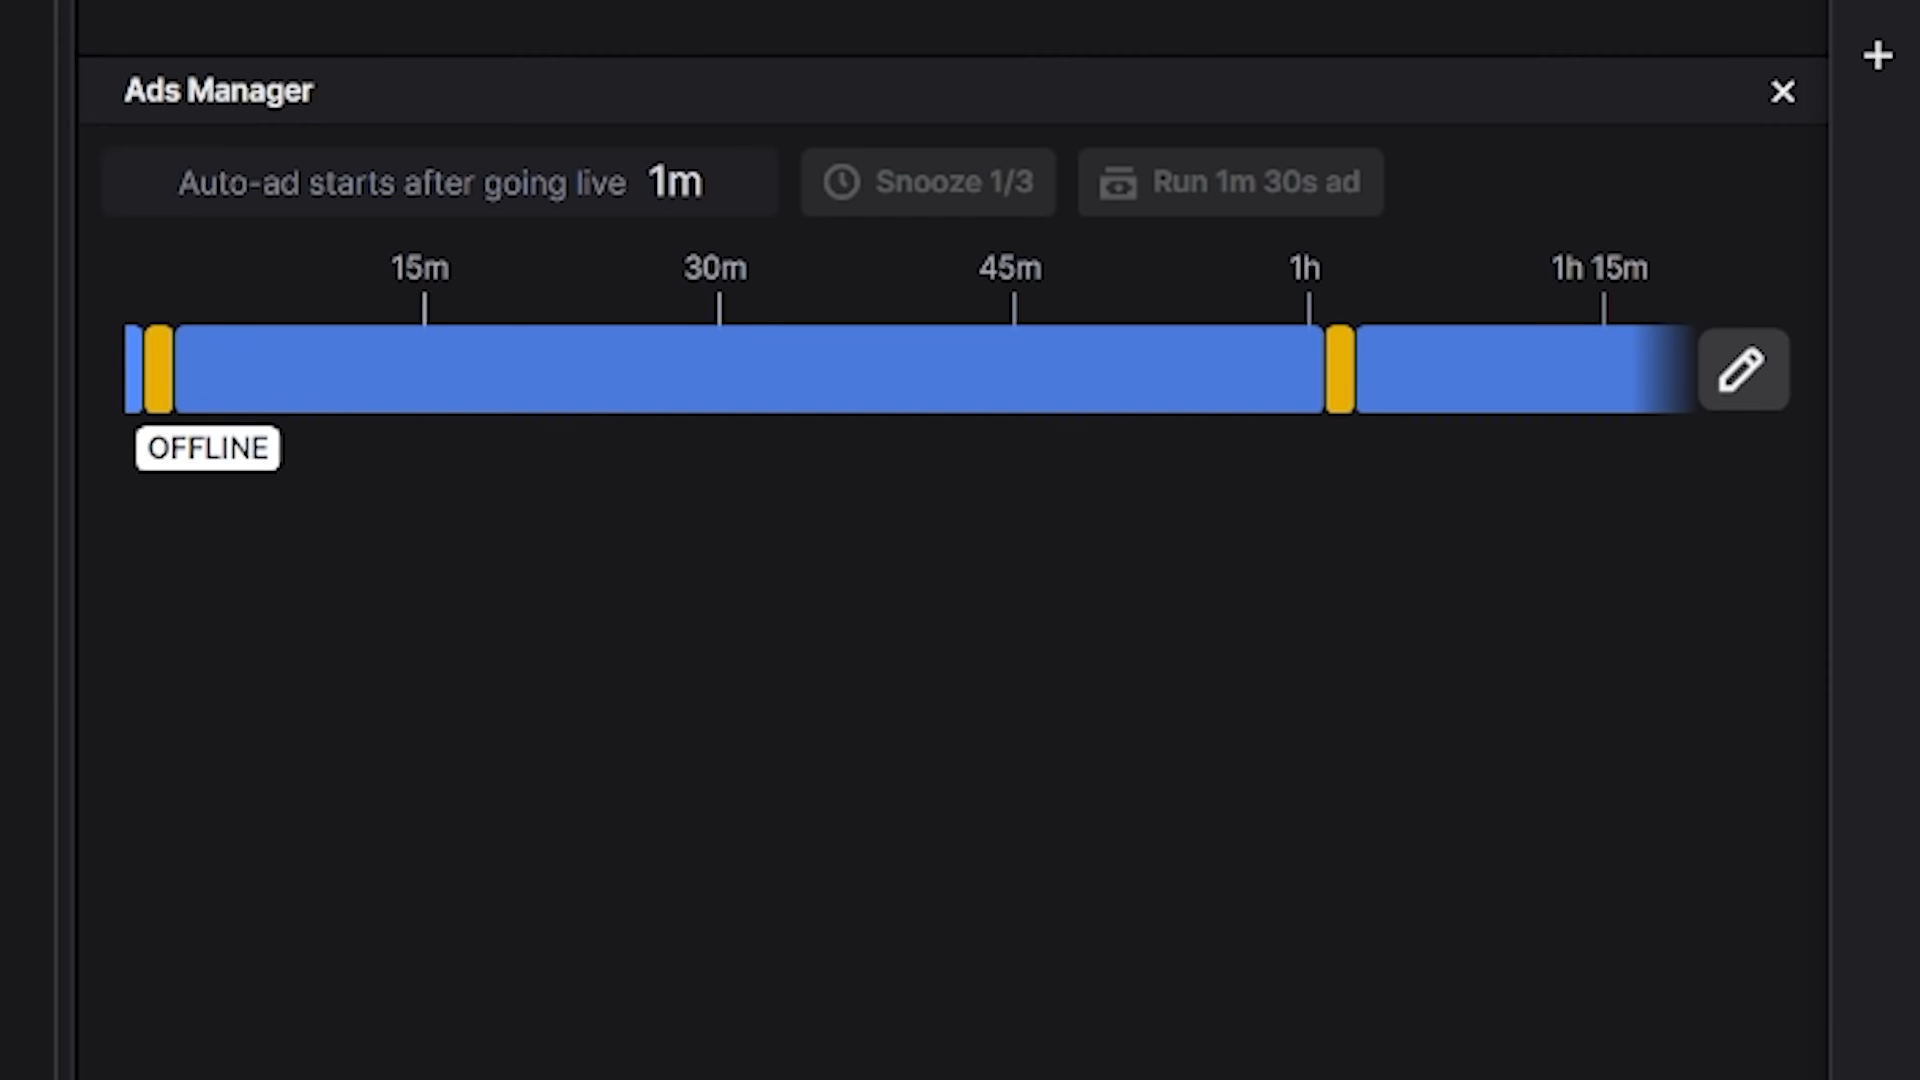 Ads Manager
Auto-ad starts after going live 1m
Snooze 1/3
Run 1m 30s ad
15m 30m 45m 1h 1h 15m
OFFLINE